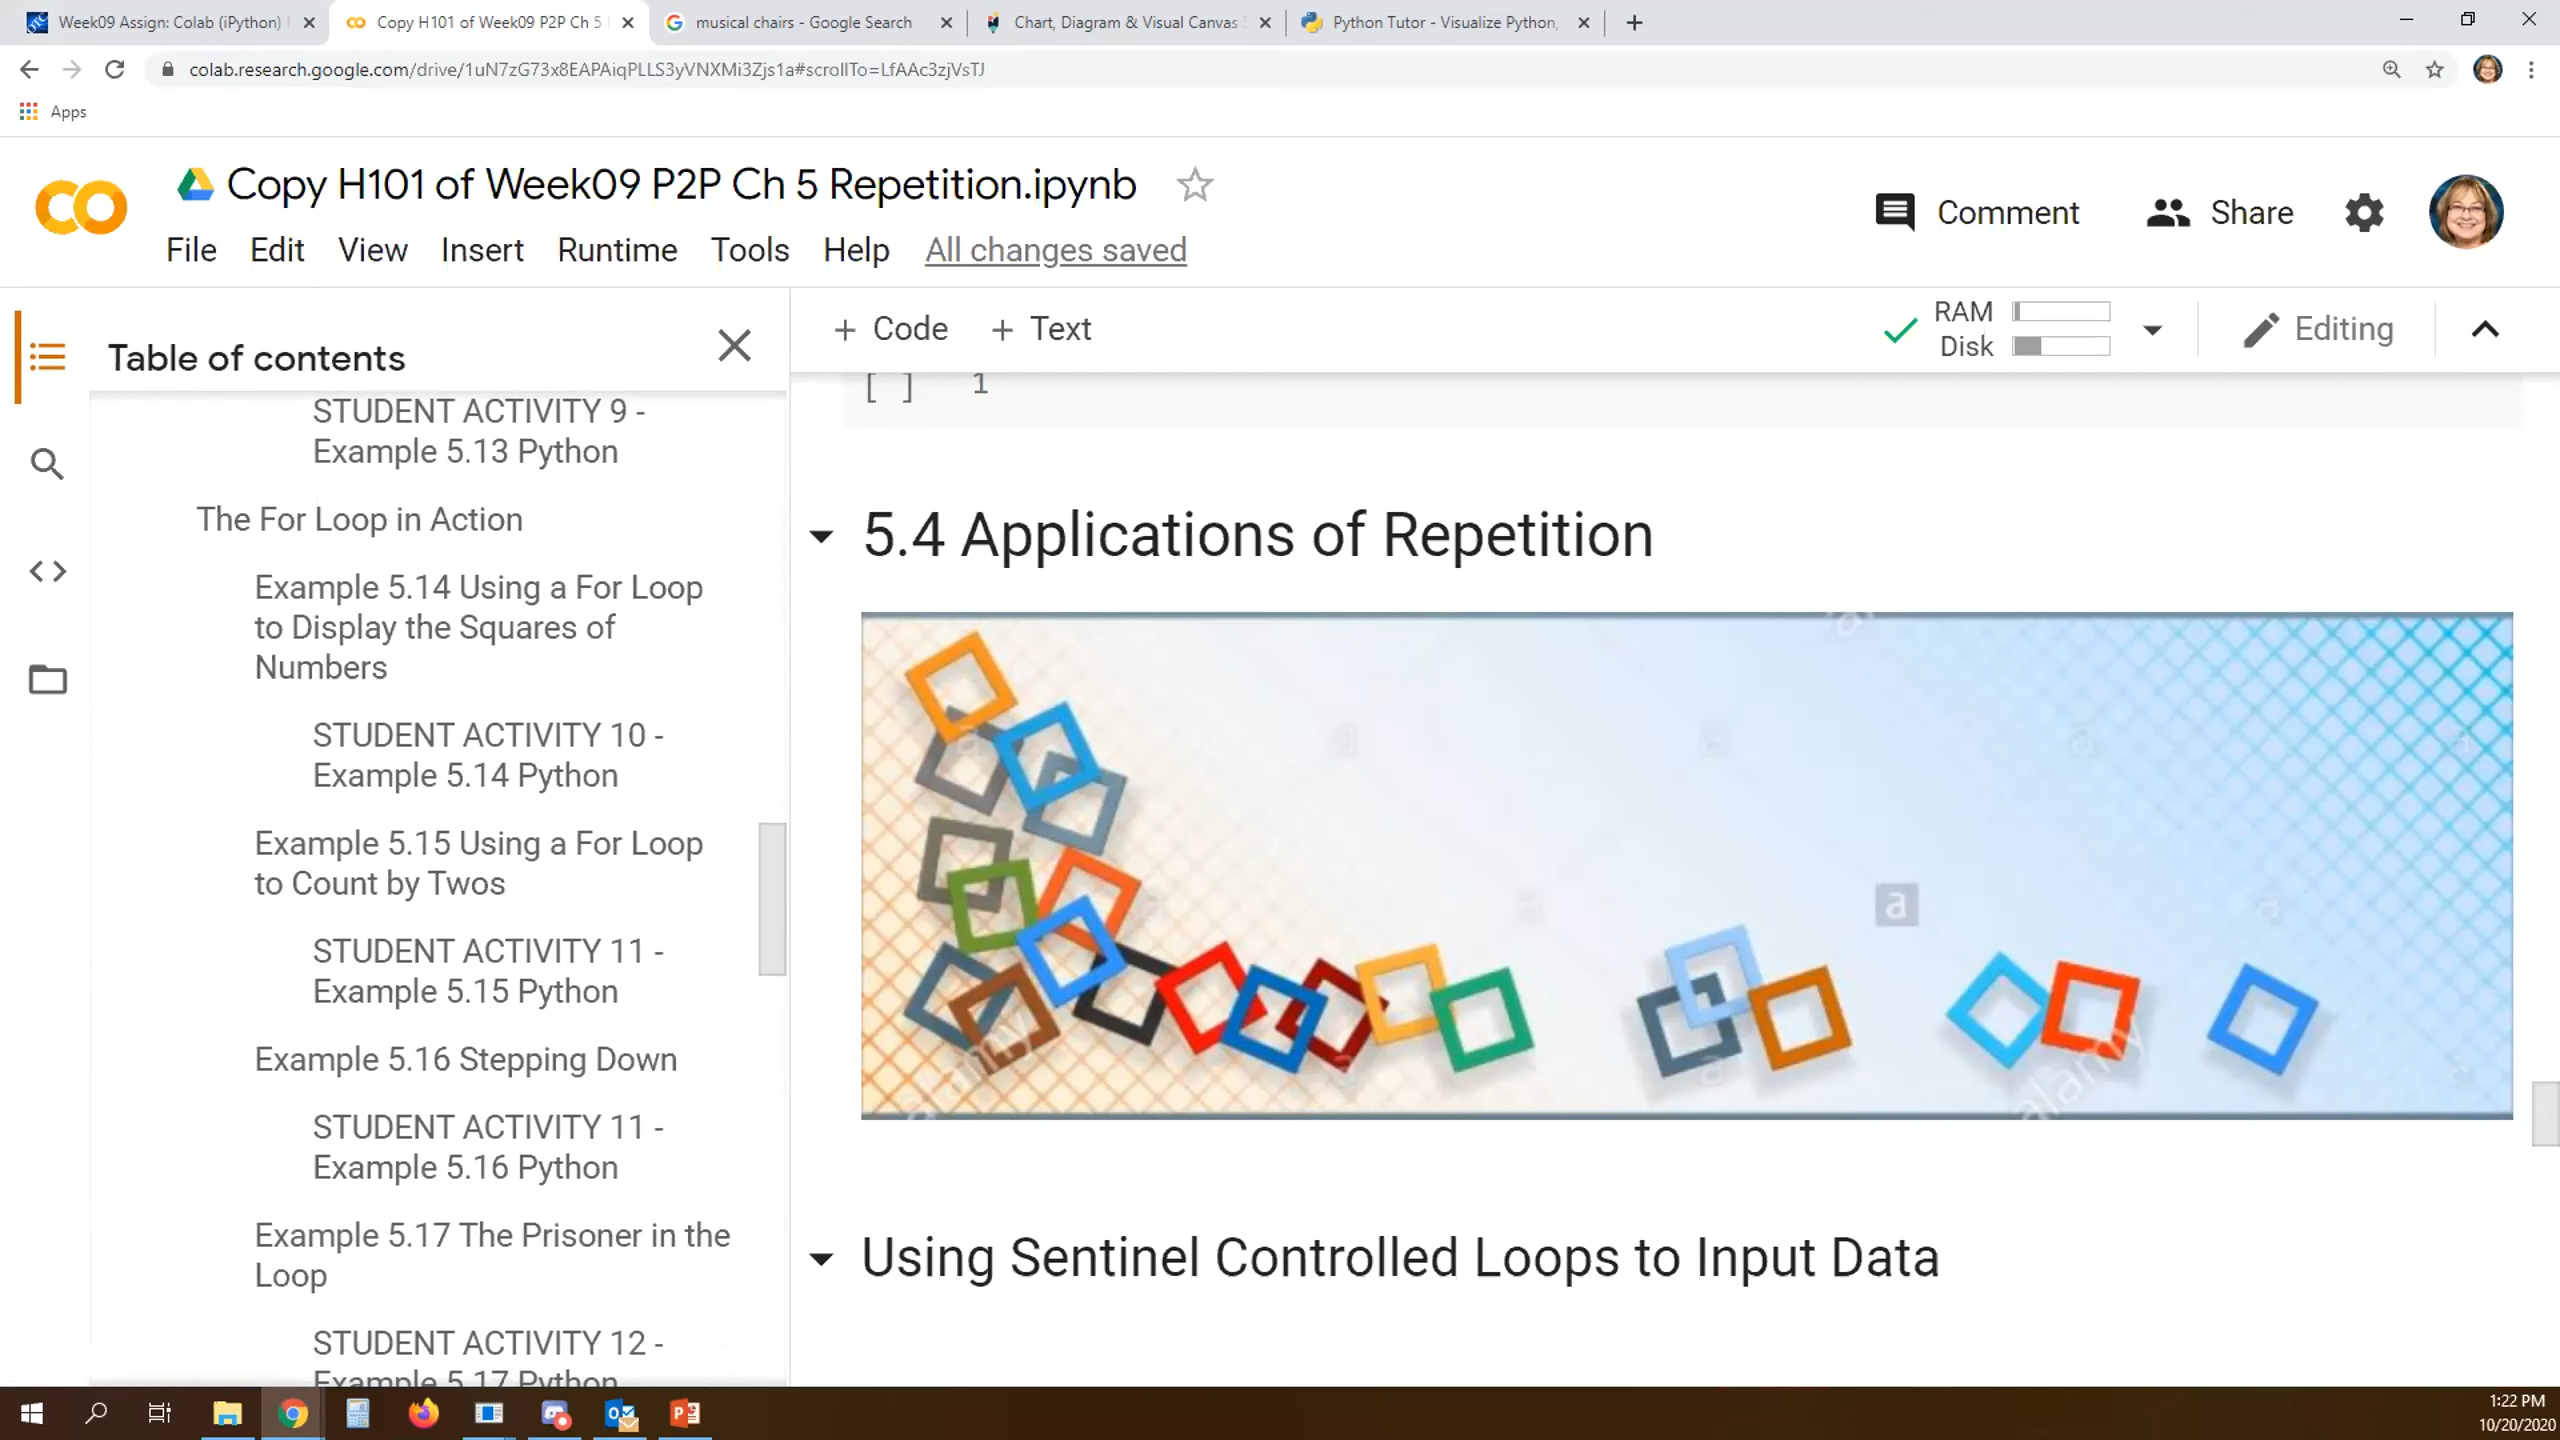 Week09 Assign: Colab (iPython)
Copy H101 of Week09 P2P Ch 5
musical chairs - Google Search
Chart, Diagram & Visual Canvas
Python Tutor - Visualize Python,
colab.research.google.com/drive/1uN7zG73x8EAPAiqPLLS3yVNXMi3Zjs1a#scrollTo=LfAAc3zjVsTJ
Apps
Copy H101 of Week09 P2P Ch 5 Repetition.ipynb
Comment
Share
File Edit View Insert Runtime Tools Help All changes saved
Table of contents
+ Code + Text
RAM
Disk
Editing
STUDENT ACTIVITY 9 -
Example 5.13 Python
The For Loop in Action
Example 5.14 Using a For Loop
to Display the Squares of
Numbers
STUDENT ACTIVITY 10 -
Example 5.14 Python
Example 5.15 Using a For Loop
to Count by Twos
STUDENT ACTIVITY 11 -
Example 5.15 Python
Example 5.16 Stepping Down
STUDENT ACTIVITY 11 -
Example 5.16 Python
Example 5.17 The Prisoner in the
Loop
STUDENT ACTIVITY 12 -
Example 5.17 Python
[ ] 1
5.4 Applications of Repetition
a
alamy
alamy
Using Sentinel Controlled Loops to Input Data
1:22 PM
10/20/2020